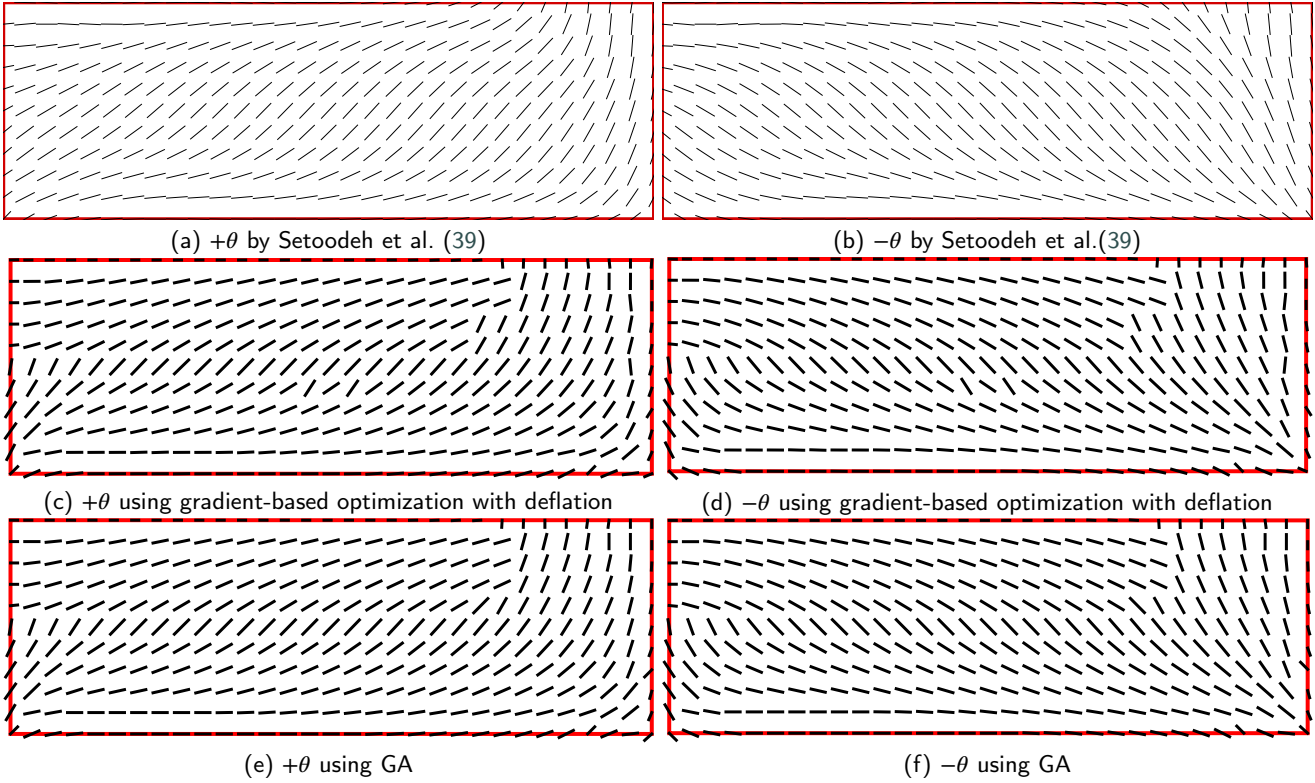 (a) +θ by Setoodeh et al. (39)
(b) −θ by Setoodeh et al.(39)
(c) +θ using gradient-based optimization with deflation
(d) −θ using gradient-based optimization with deflation
(e) +θ using GA
(f) −θ using GA